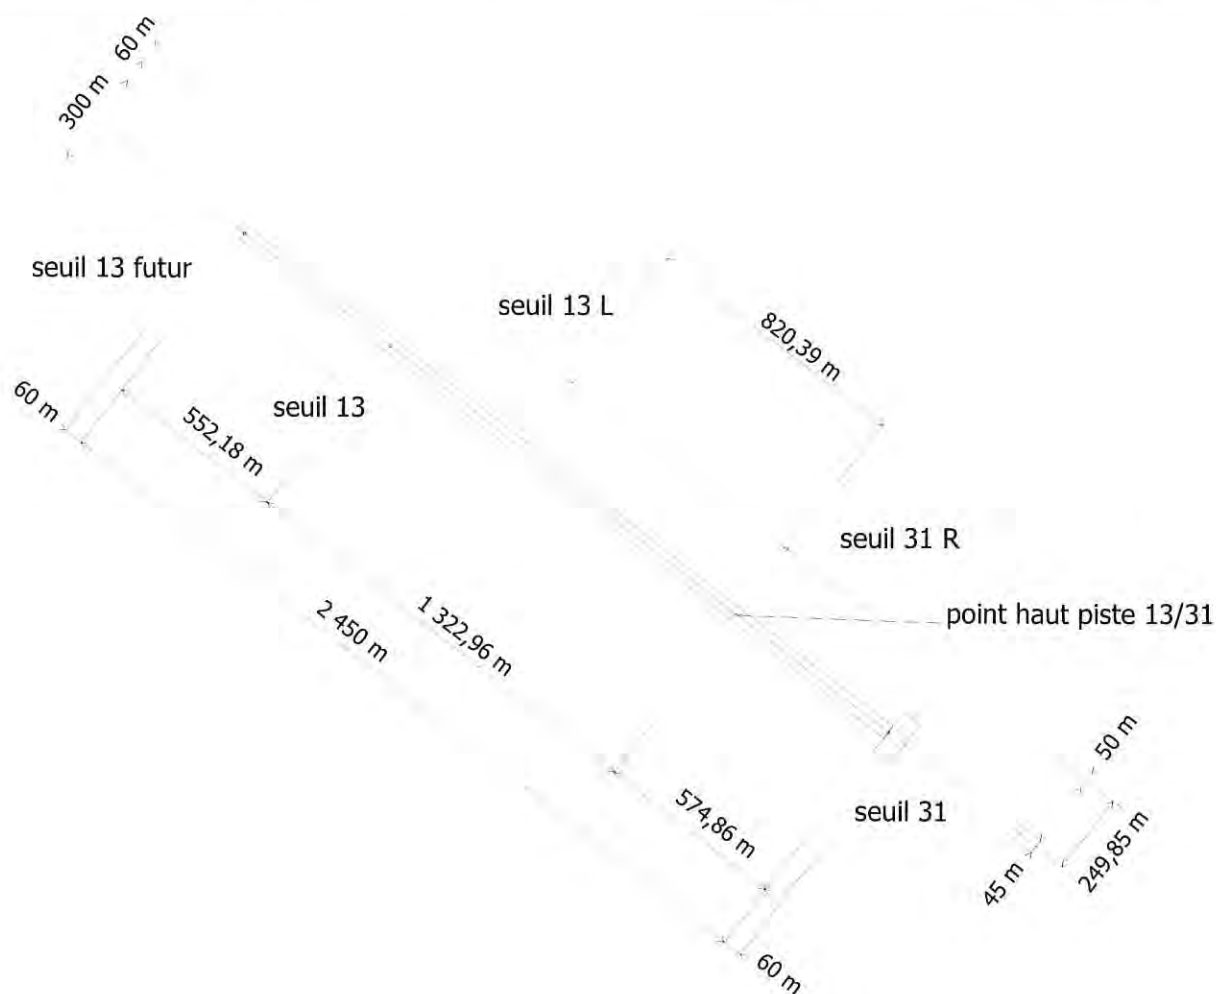 60 m
300 m
seuil 13 futur
seuil 13 L
820,39 m
60 m
552,18 m
seuil 13
seuil 31 R
point haut piste 13/31
1 322,96 m
2 450 m
50 m
574,86 m
seuil 31
249,85 m
45 m
60 m